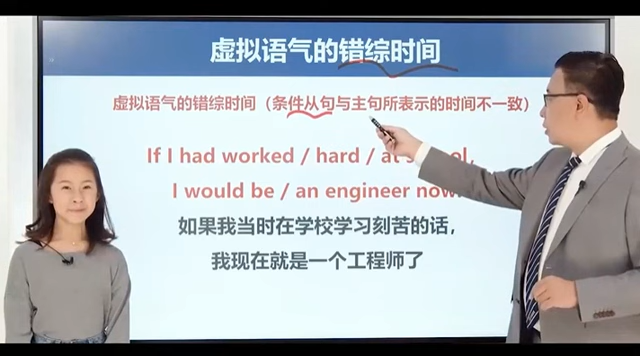 虚拟语气的错综时间
虚拟语气的错综时间（条件从句与主句所表示的时间不一致）
If I had worked / hard / at
I would be / an engineer now
如果我当时在学校学习刻苦的话，
我现在就是一个工程师了